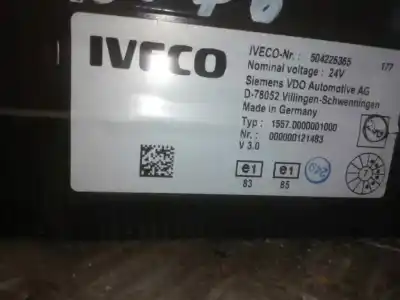 IVECO
IVECO-Nr. : 504225365 177
Nominal voltage : 24V
Siemens VDO Automotive AG
D-78052 Villingen-Schwenningen
Made in Germany
Typ : 1557.0000001000
Nr. : 000000121483
V 3.0
e1 e1
83 85